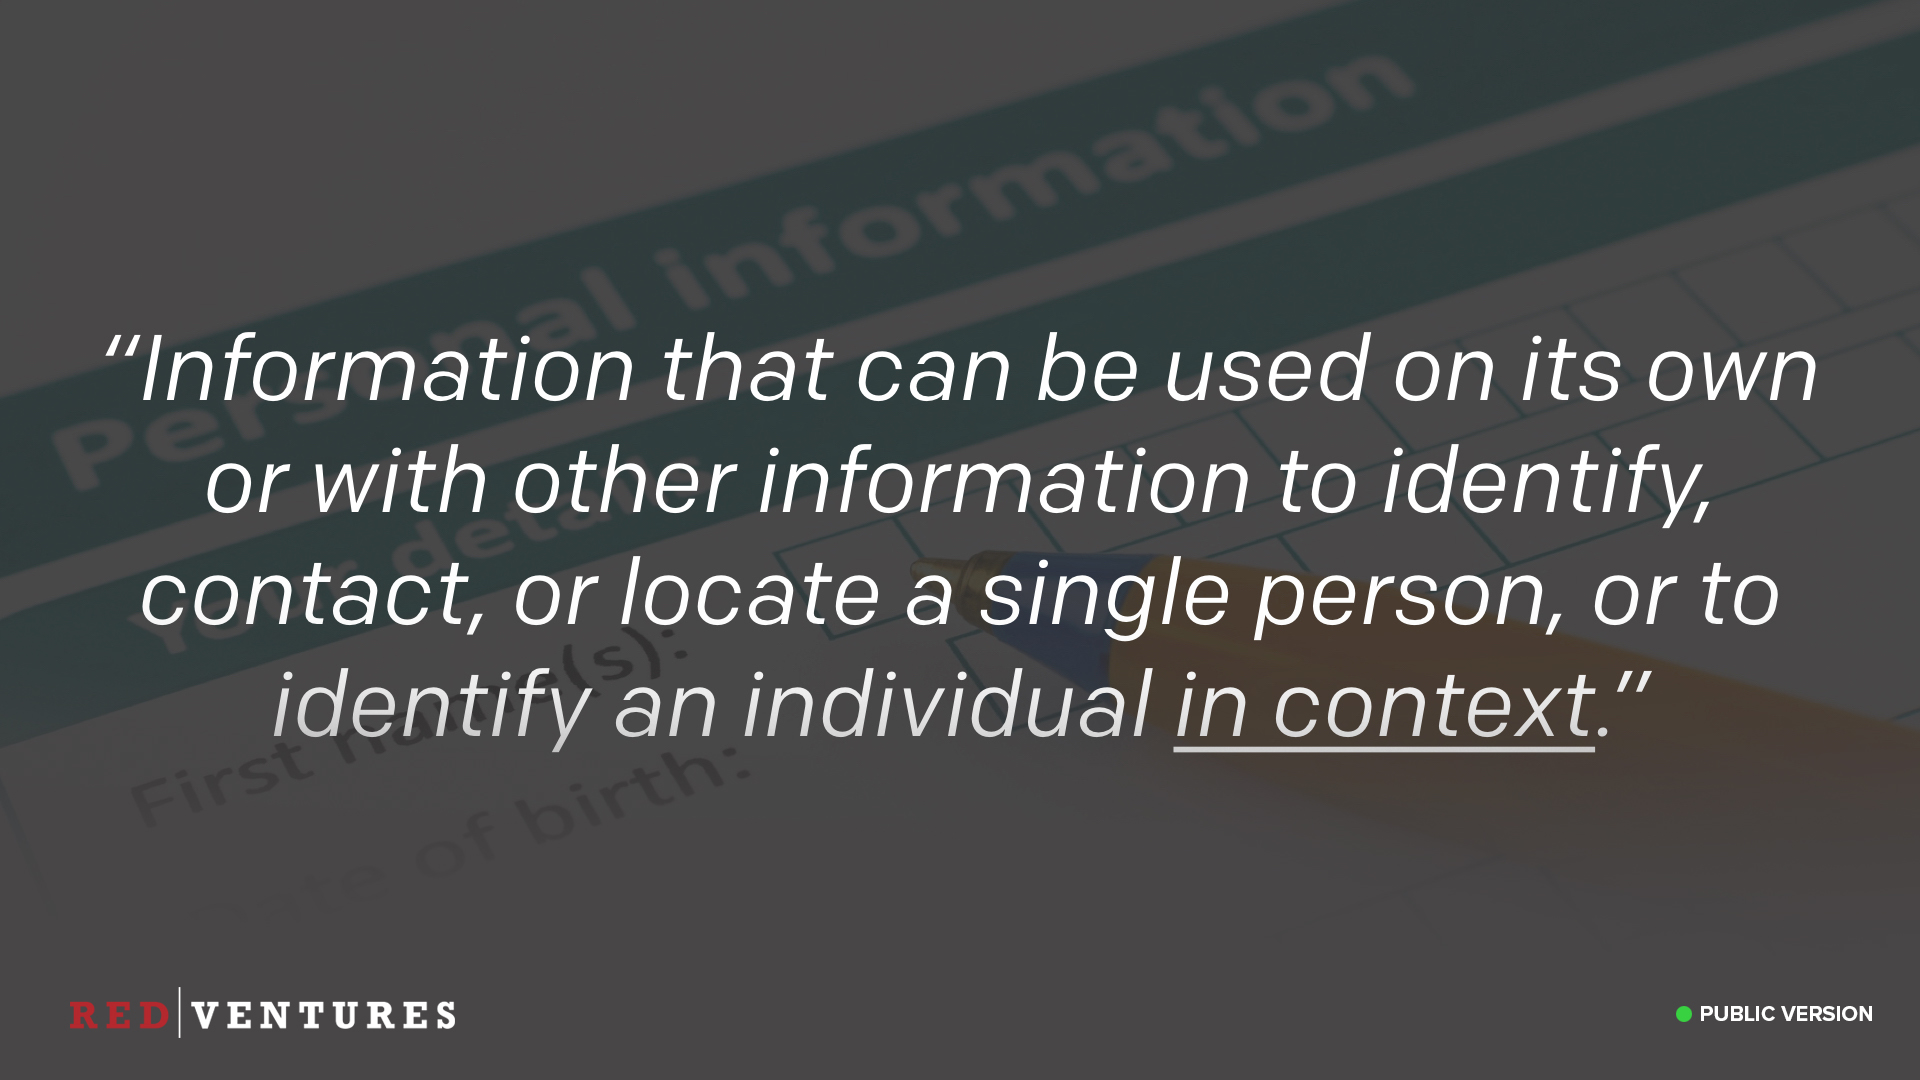 Personal information
“Information that can be used on its own
or with other information to identify,
contact, or locate a single person, or to
identify an individual in context.”
Your details
First name(s):
of birth:
RED VENTURES
PUBLIC VERSION